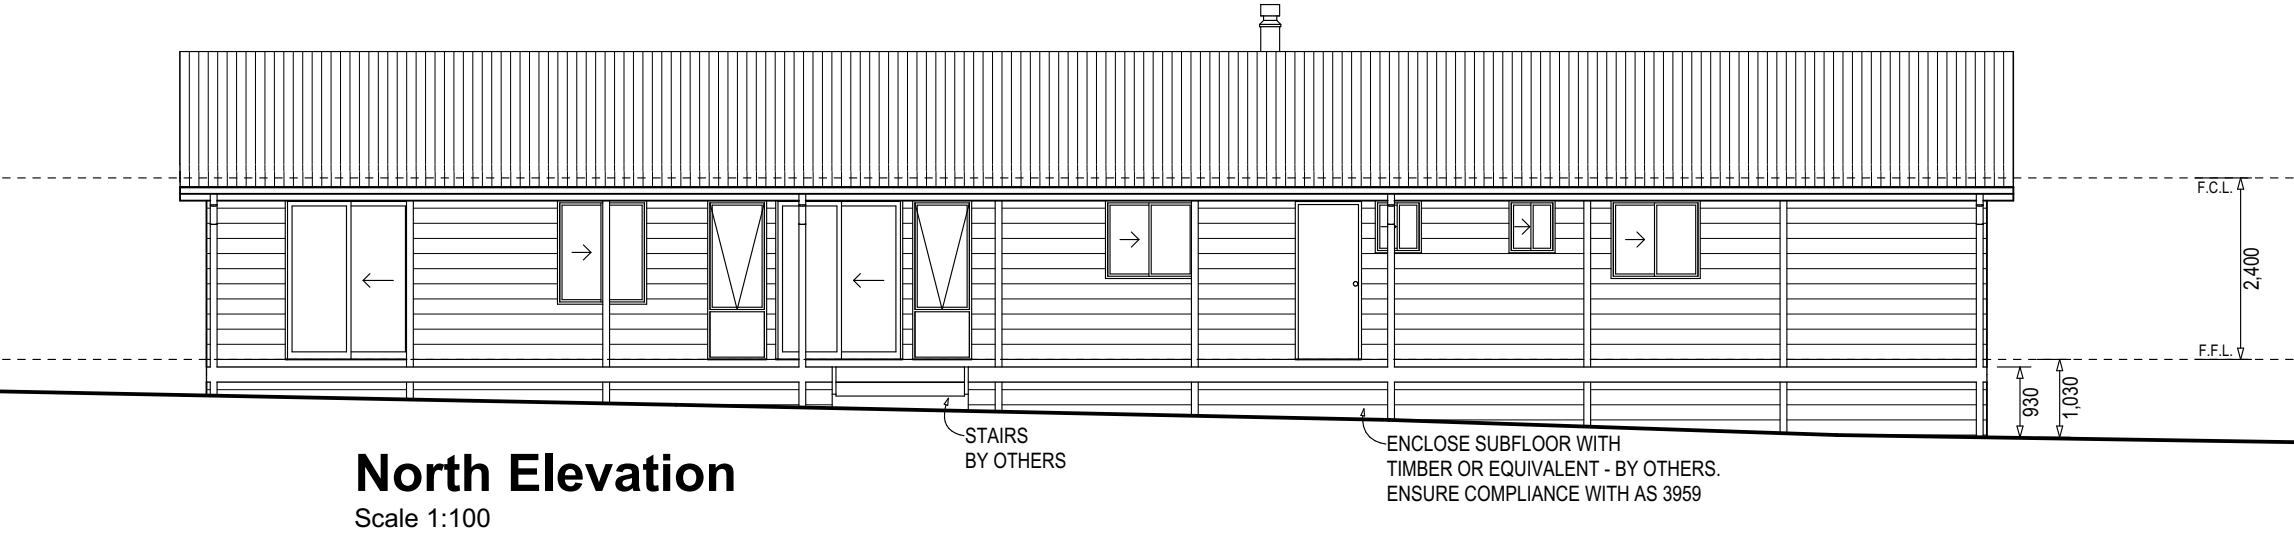 F.C.L.
2,400
F.F.L.
930
1,030
STAIRS
BY OTHERS
ENCLOSE SUBFLOOR WITH
TIMBER OR EQUIVALENT - BY OTHERS.
ENSURE COMPLIANCE WITH AS 3959
North Elevation
Scale 1:100